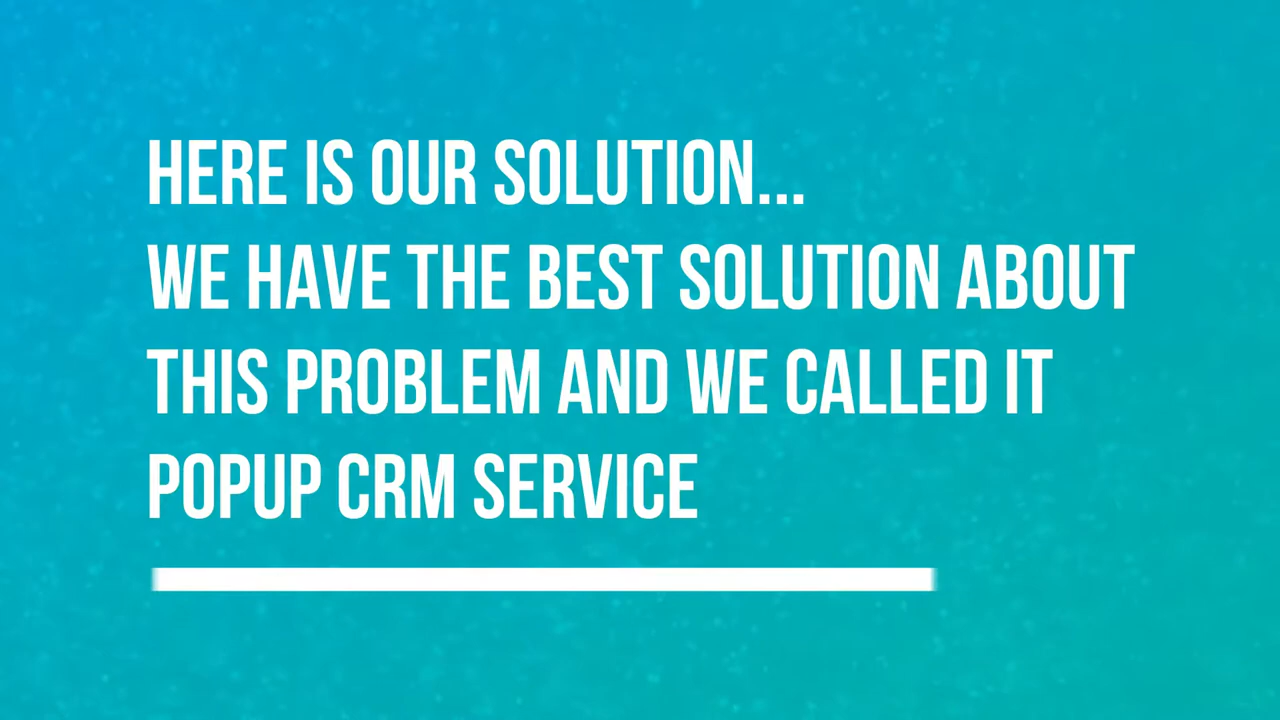 HERE IS OUR SOLUTION...
WE HAVE THE BEST SOLUTION ABOUT
THIS PROBLEM AND WE CALLED IT
POPUP CRM SERVICE